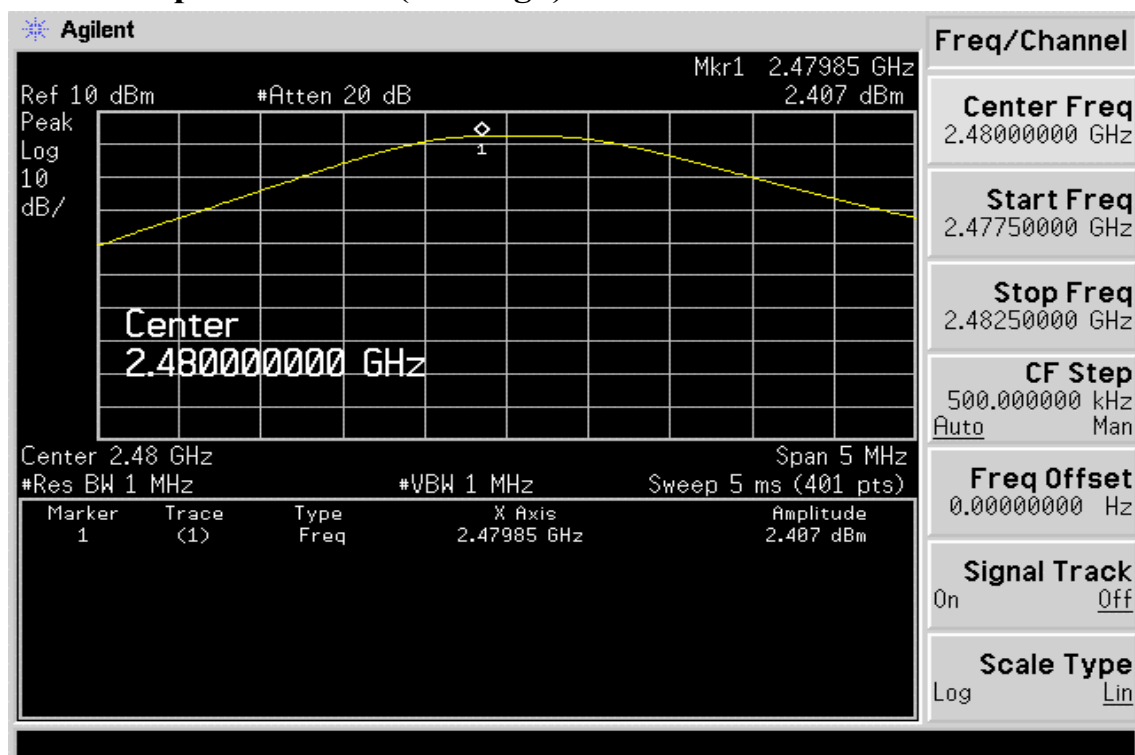 Agilent
Freq/Channel
Mkr1 2.47985 GHz
Ref 10 dBm #Atten 20 dB 2.407 dBm
Peak
Log
10
dB/
1
Center
2.480000000 GHz
Center 2.48 GHz Span 5 MHz
#Res BW 1 MHz #VBW 1 MHz Sweep 5 ms (401 pts)
Marker Trace Type X Axis Amplitude
1 (1) Freq 2.47985 GHz 2.407 dBm
Center Freq
2.48000000 GHz
Start Freq
2.47750000 GHz
Stop Freq
2.48250000 GHz
CF Step
500.000000 kHz
Auto Man
Freq Offset
0.00000000 Hz
Signal Track
On Off
Scale Type
Log Lin